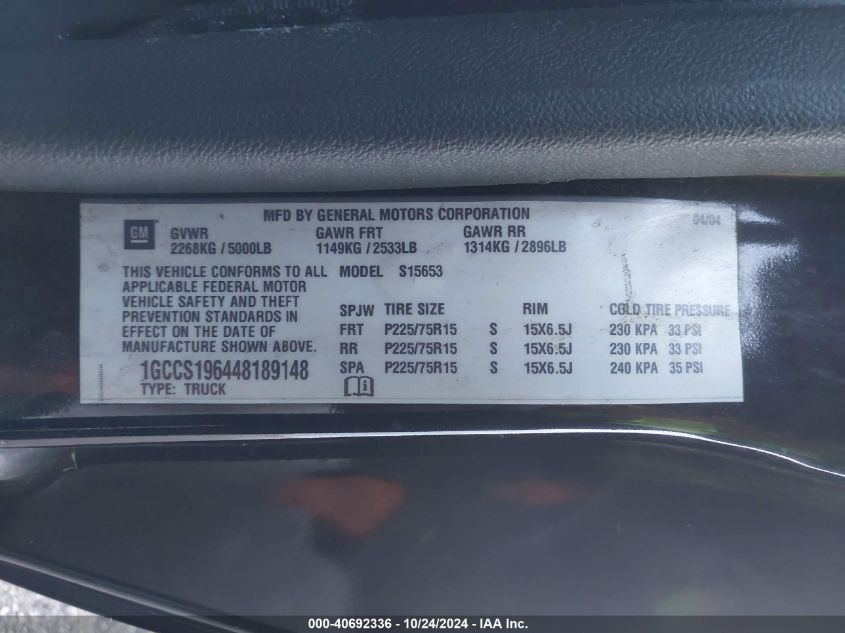 MFD BY GENERAL MOTORS CORPORATION 04/04
GM
GVWR GAWR FRT GAWR RR
2268KG / 5000LB 1149KG / 2533LB 1314KG / 2896LB
THIS VEHICLE CONFORMS TO ALL
APPLICABLE FEDERAL MOTOR
VEHICLE SAFETY AND THEFT
PREVENTION STANDARDS IN
EFFECT ON THE DATE OF
MANUFACTURE SHOWN ABOVE.
1GCCS196448189148
TYPE: TRUCK
MODEL S15653
SPJW TIRE SIZE RIM COLD TIRE PRESSURE
FRT P225/75R15 S 15X6.5J 230 KPA 33 PSI
RR P225/75R15 S 15X6.5J 230 KPA 33 PSI
SPA P225/75R15 S 15X6.5J 240 KPA 35 PSI
000-40692336 - 10/24/2024 - IAA Inc.